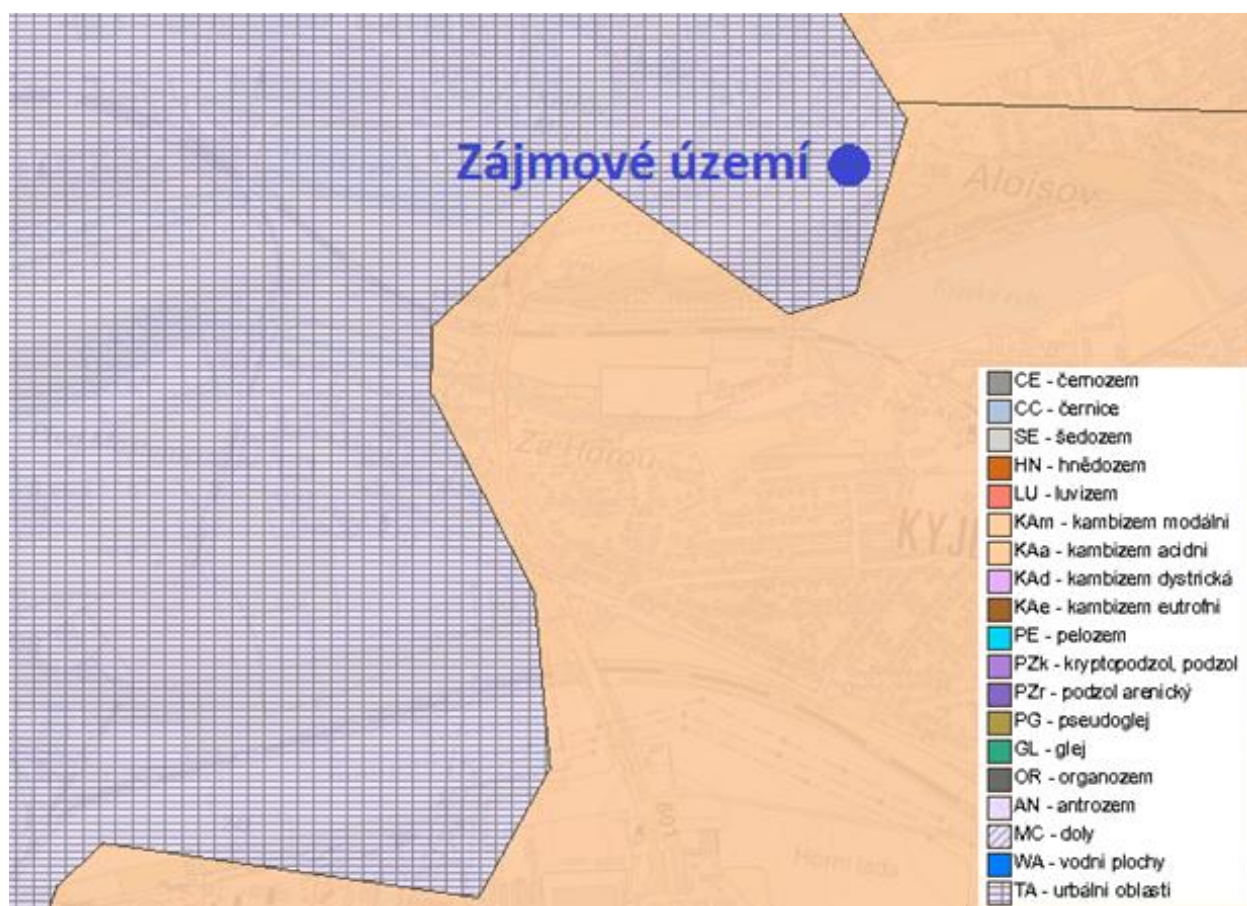 Zájmové území
Aloisov
Za Horou
KYJE
Horní lada
CE - černozem
CC - černice
SE - šedozem
HN - hnědozem
LU - luvizem
KAm - kambizem modální
KAa - kambizem acidní
KAd - kambizem dystrická
KAe - kambizem eutrofní
PE - pelozem
PZk - kryptopodzol, podzol
PZr - podzol arenický
PG - pseudoglej
GL - glej
OR - organozem
AN - antrozem
MC - doly
WA - vodní plochy
TA - urbální oblasti